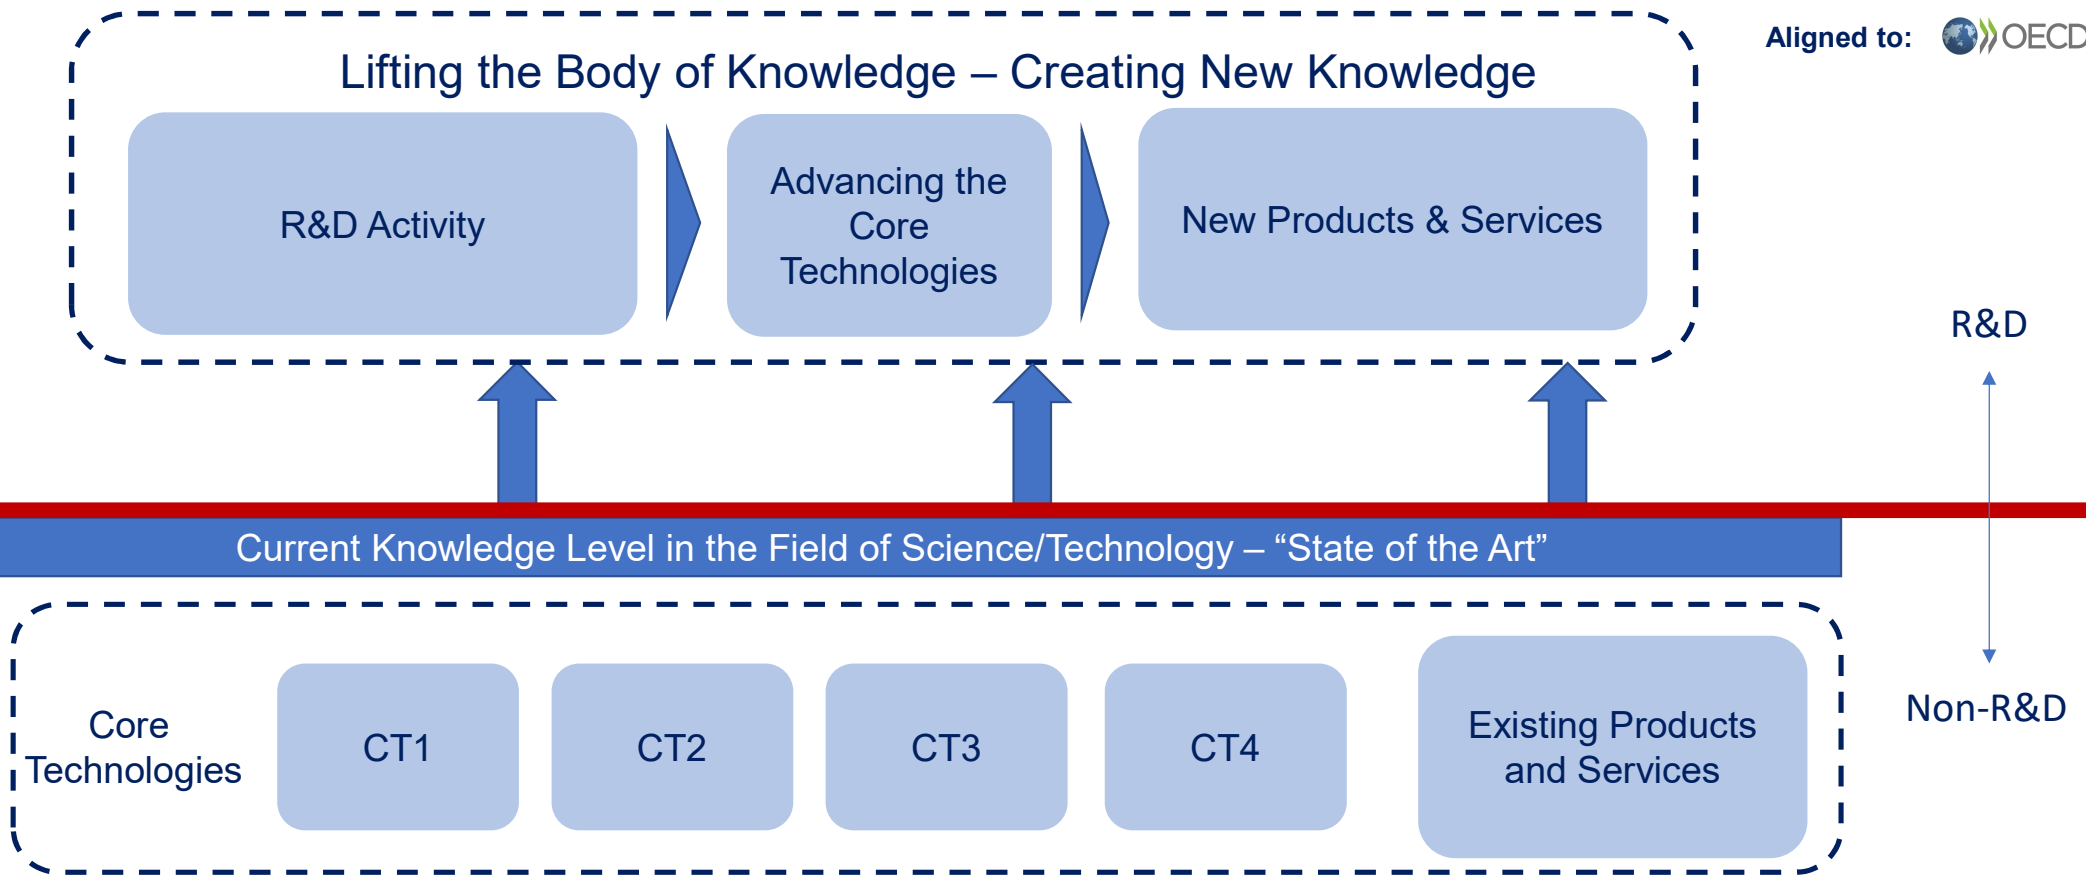 Aligned to:
OECD
Lifting the Body of Knowledge – Creating New Knowledge
R&D Activity
Advancing the
Core
Technologies
New Products & Services
R&D
Current Knowledge Level in the Field of Science/Technology – “State of the Art”
Non-R&D
Core
Technologies
CT1
CT2
CT3
CT4
Existing Products
and Services